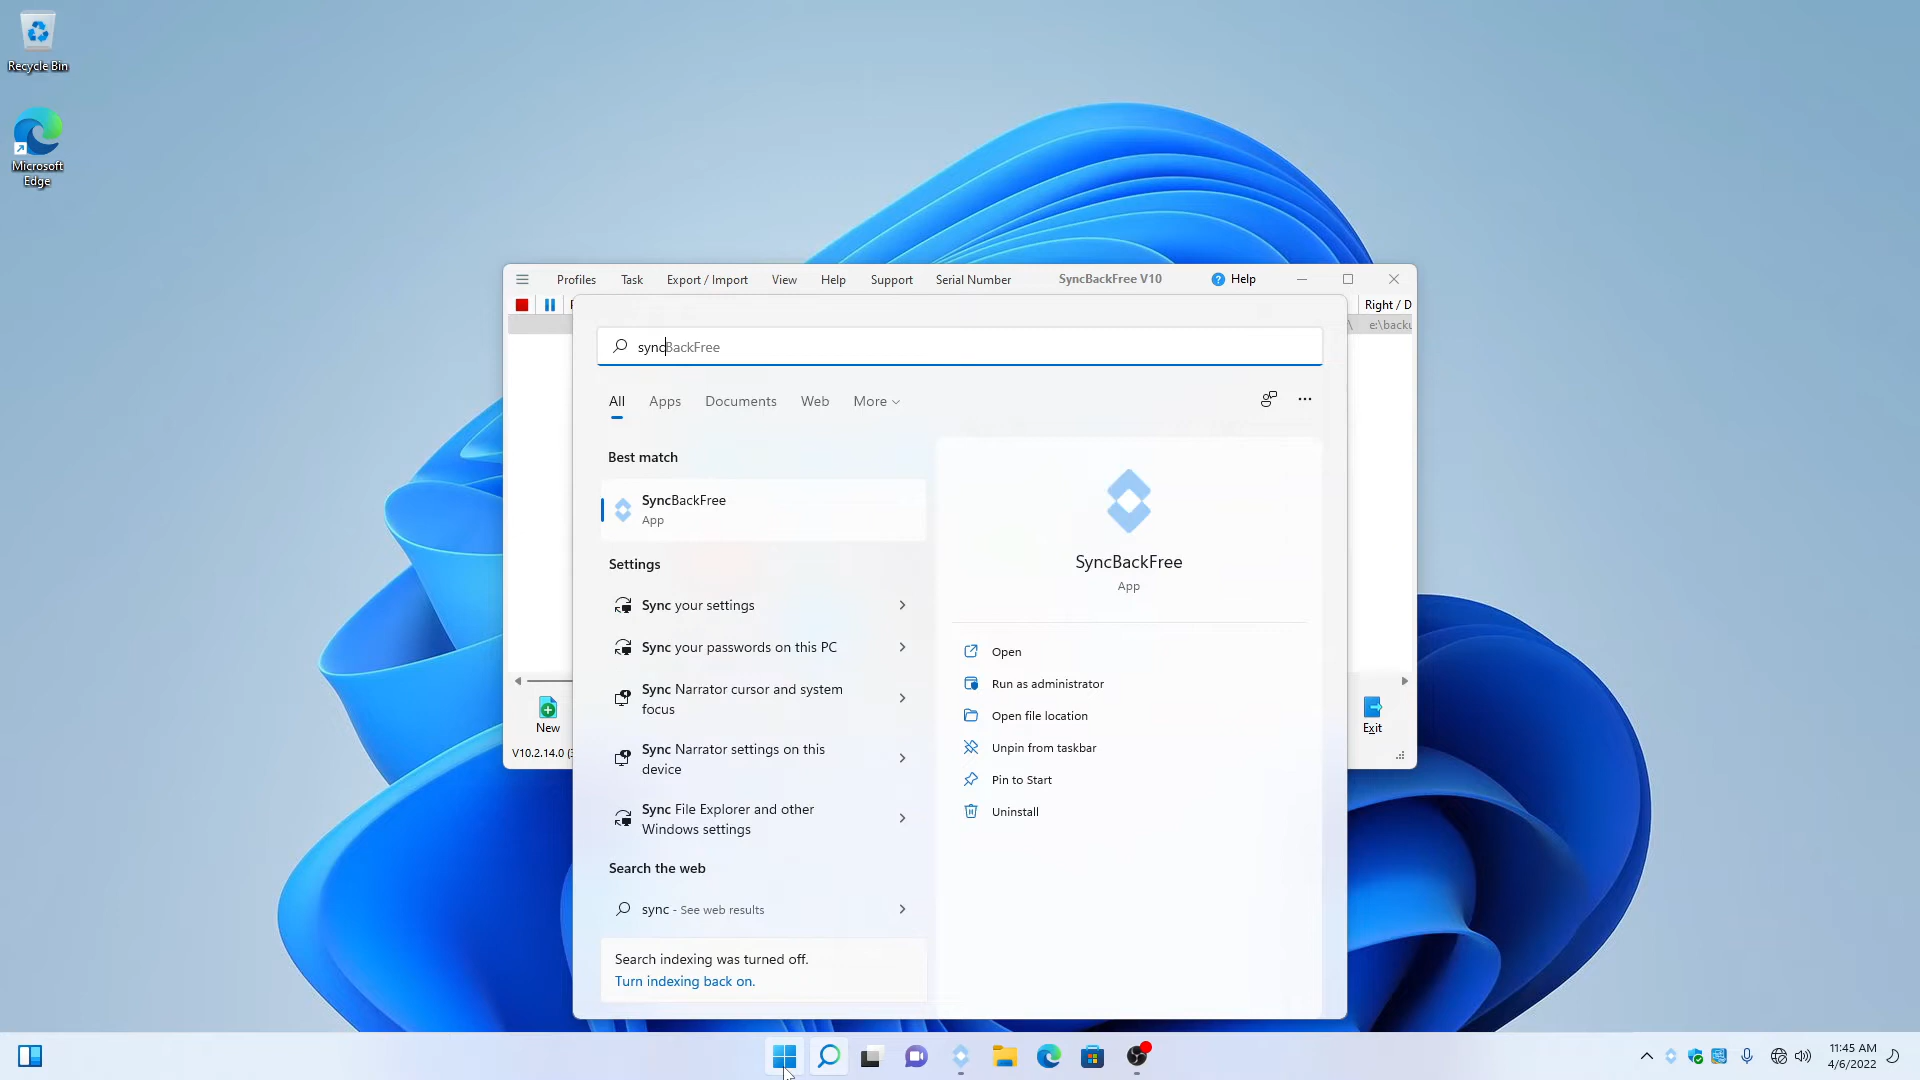 Recycle Bin
Microsoft
Edge
Profiles
Task
Export / Import
View
Help
Support
Serial Number
SyncBackFree V10
Help
Right / D
e:\backu
syncBackFree
All
Apps
Documents
Web
More
Best match
SyncBackFree
App
Settings
Sync your settings
Sync your passwords on this PC
Sync Narrator cursor and system
focus
Sync Narrator settings on this
device
Sync File Explorer and other
Windows settings
Search the web
sync - See web results
Search indexing was turned off.
Turn indexing back on.
SyncBackFree
App
Open
Run as administrator
Open file location
Unpin from taskbar
Pin to Start
Uninstall
New
Exit
V10.2.14.0
11:45 AM
4/6/2022